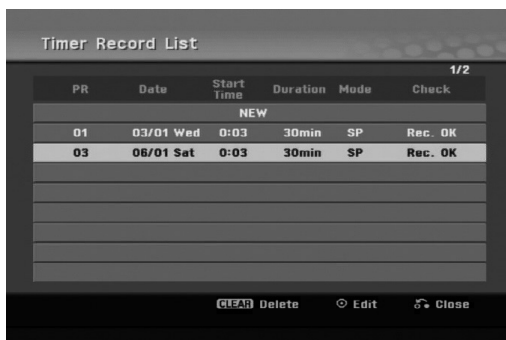 Timer Record List
1/2
PR Date Start Time Duration Mode Check
NEW
01 03/01 Wed 0:03 30min SP Rec. OK
03 06/01 Sat 0:03 30min SP Rec. OK
CLEAR Delete Edit Close